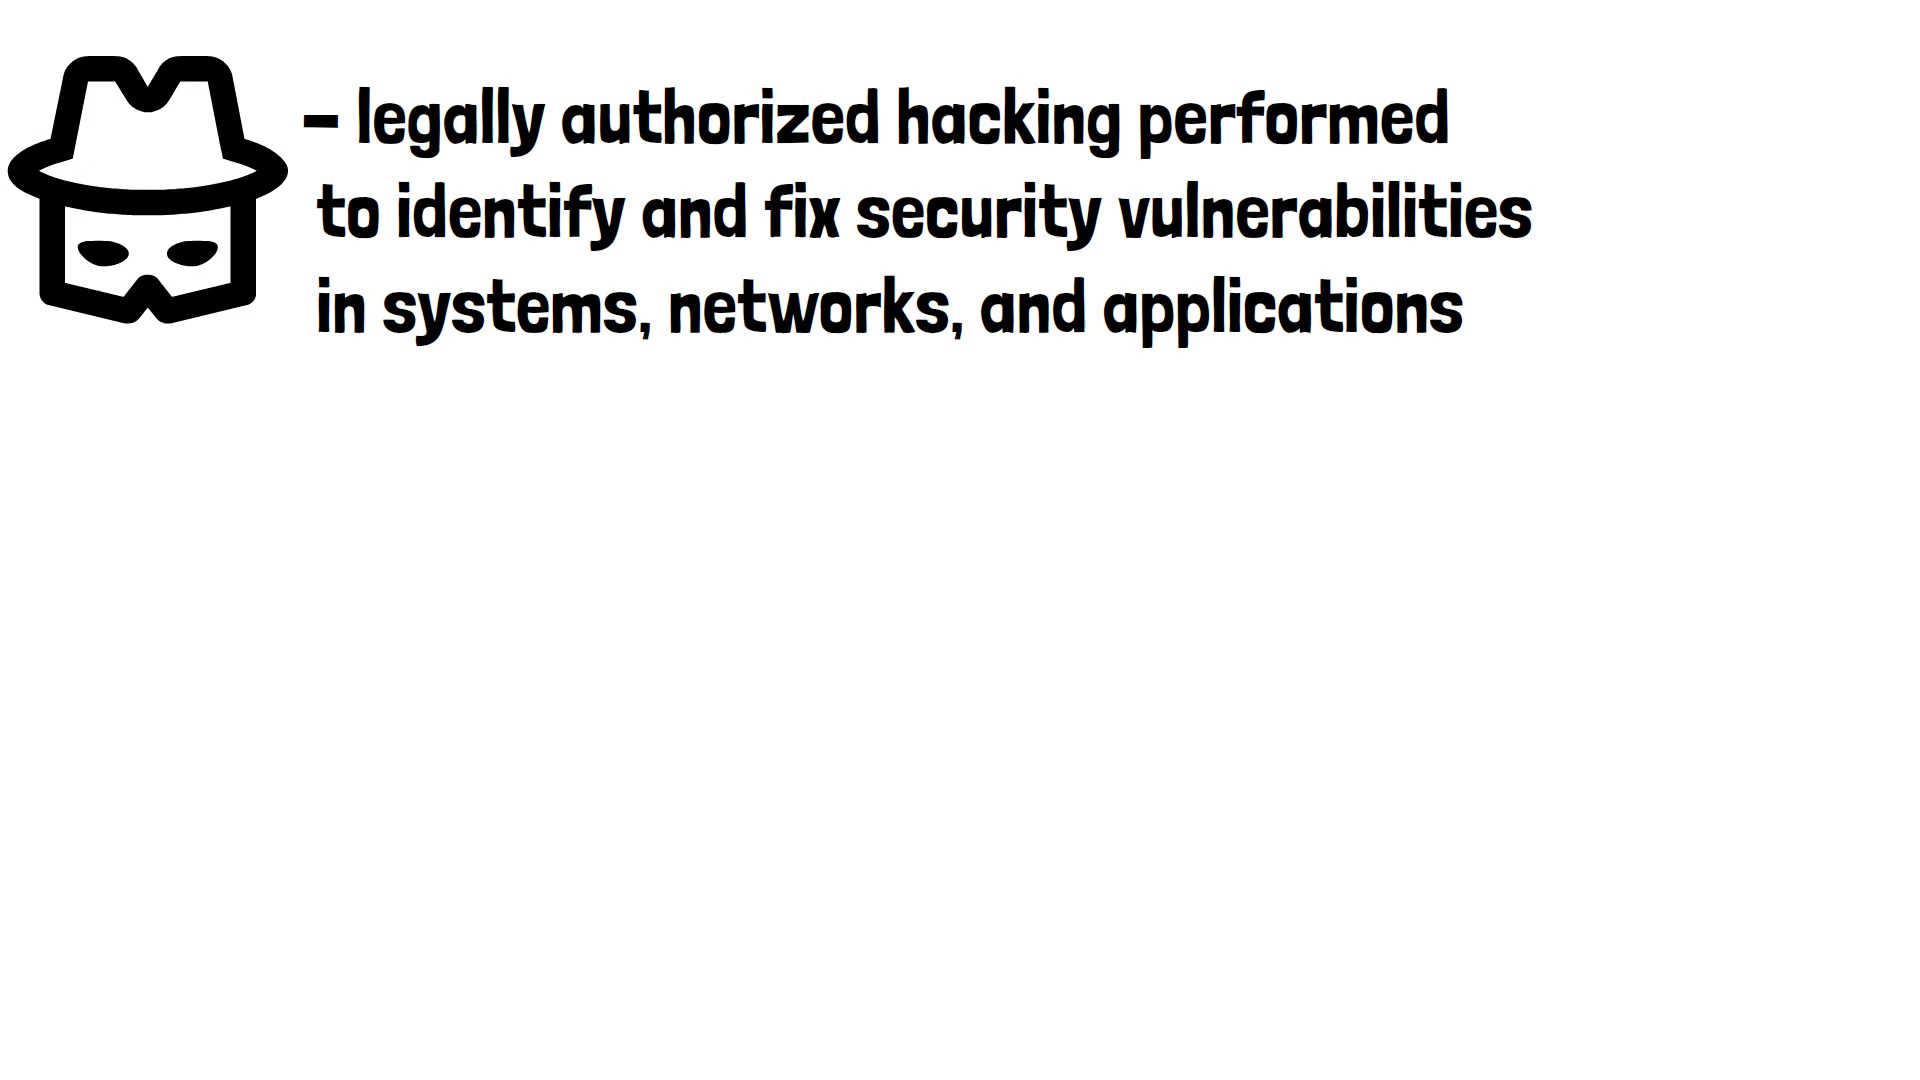 – legally authorized hacking performed
to identify and fix security vulnerabilities
in systems, networks, and applications